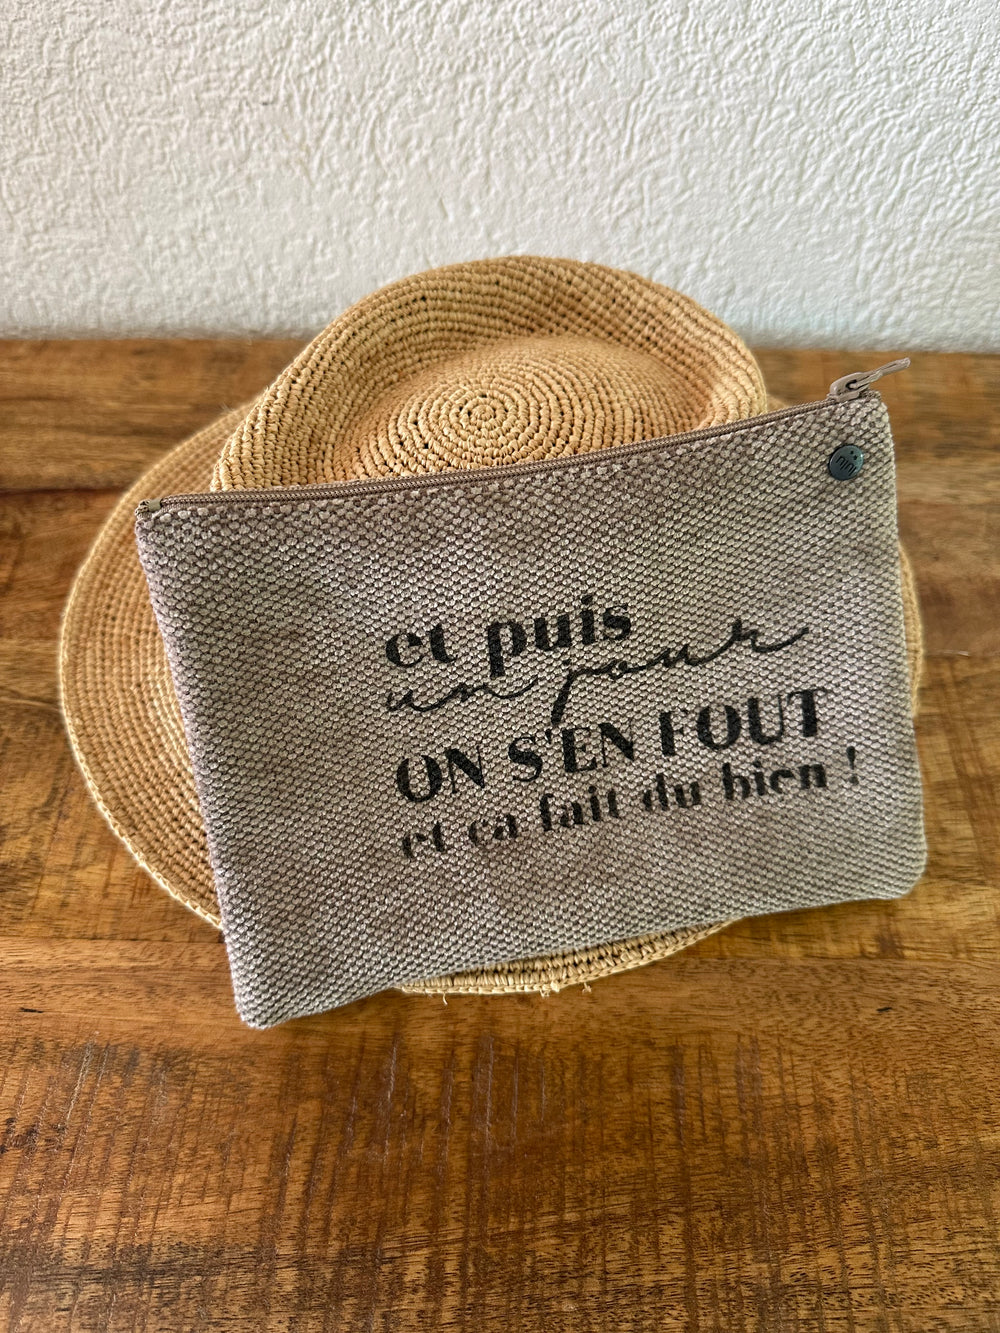 et puis
un jour
ON S'EN FOUT
et ça fait du bien !